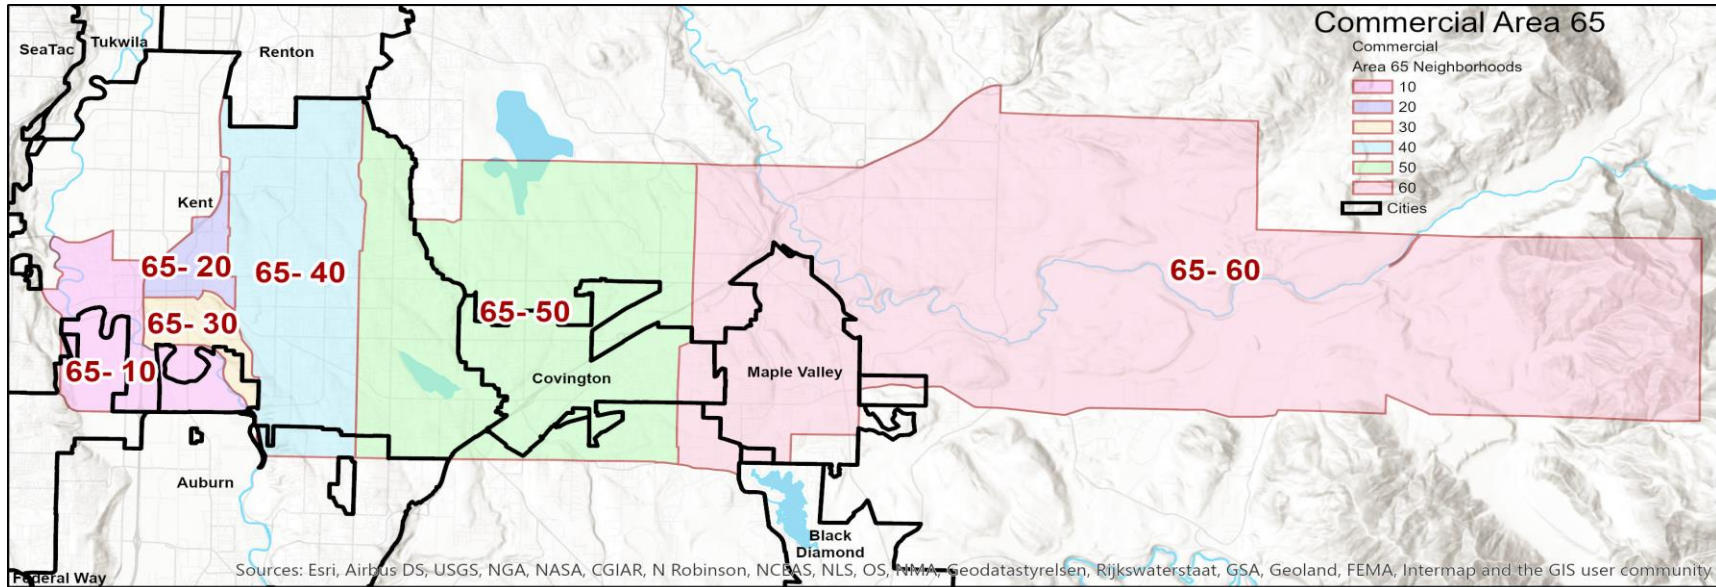 Commercial Area 65
Commercial
Area 65 Neighborhoods
10
20
30
40
50
60
Cities
SeaTac
Tukwila
Renton
Kent
65- 20
65- 40
65- 60
65- 50
65- 30
65- 10
Maple Valley
Covington
Auburn
Black
Diamond
Federal Way
Sources: Esri, Airbus DS, USGS, NGA, NASA, CGIAR, N Robinson, NCEAS, NLS, OS, NMA, Geodatastyrelsen, Rijkswaterstaat, GSA, Geoland, FEMA, Intermap and the GIS user community